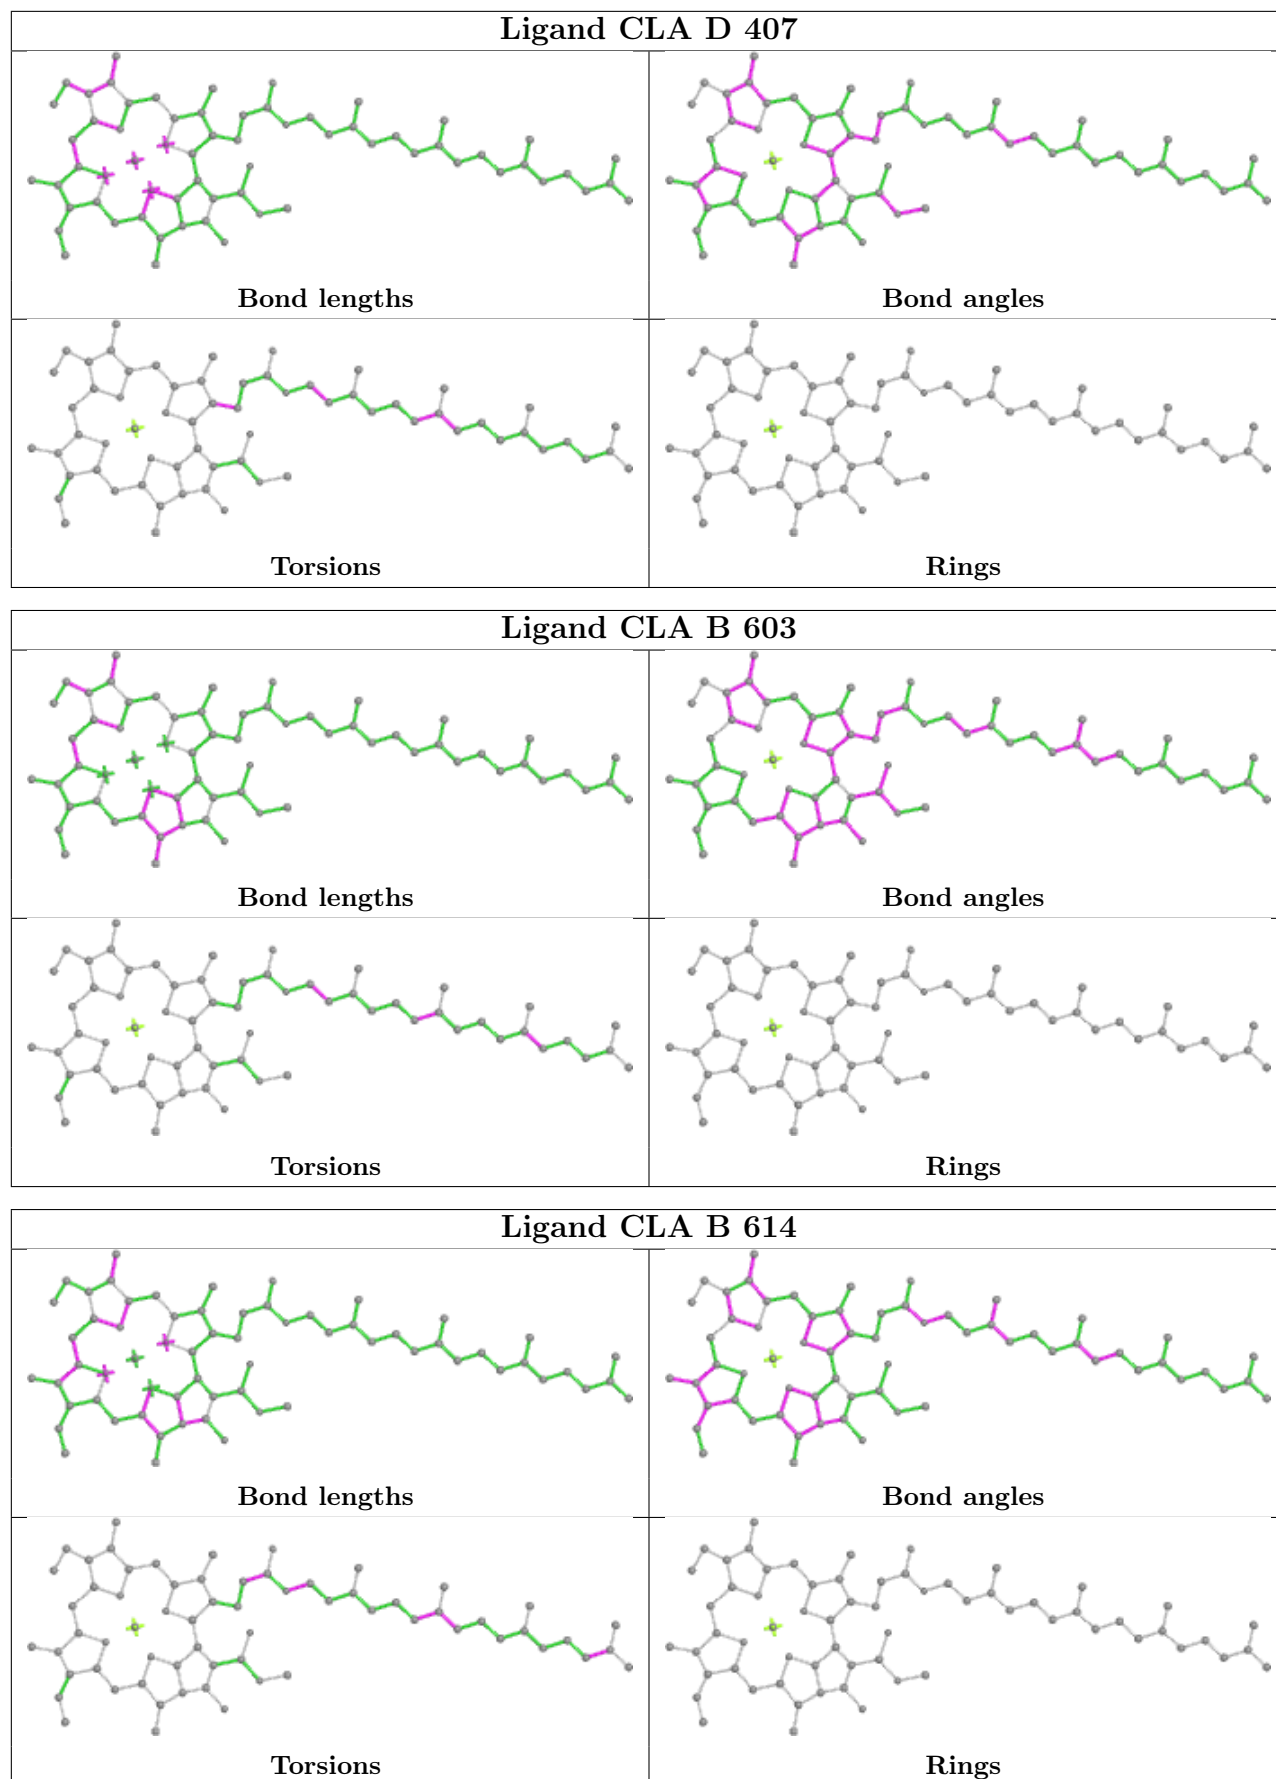 Ligand CLA D 407
Bond lengths
Bond angles
Torsions
Rings
Ligand CLA B 603
Bond lengths
Bond angles
Torsions
Rings
Ligand CLA B 614
Bond lengths
Bond angles
Torsions
Rings